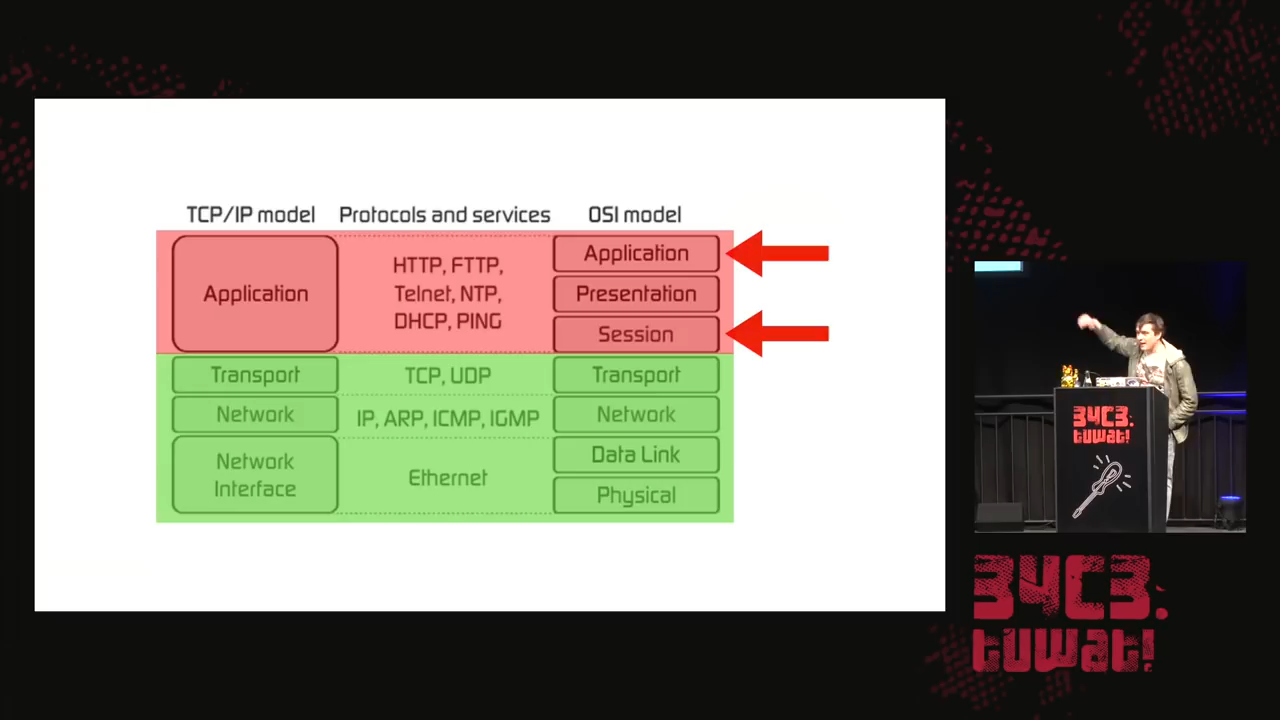 TCP/IP model
Protocols and services
OSI model
Application
HTTP, FTTP,
Telnet, NTP,
DHCP, PING
Application
Presentation
Session
Transport
TCP, UDP
Transport
Network
IP, ARP, ICMP, IGMP
Network
Network
Interface
Ethernet
Data Link
Physical
34C3.
tuwat!
34C3.
tuwat!